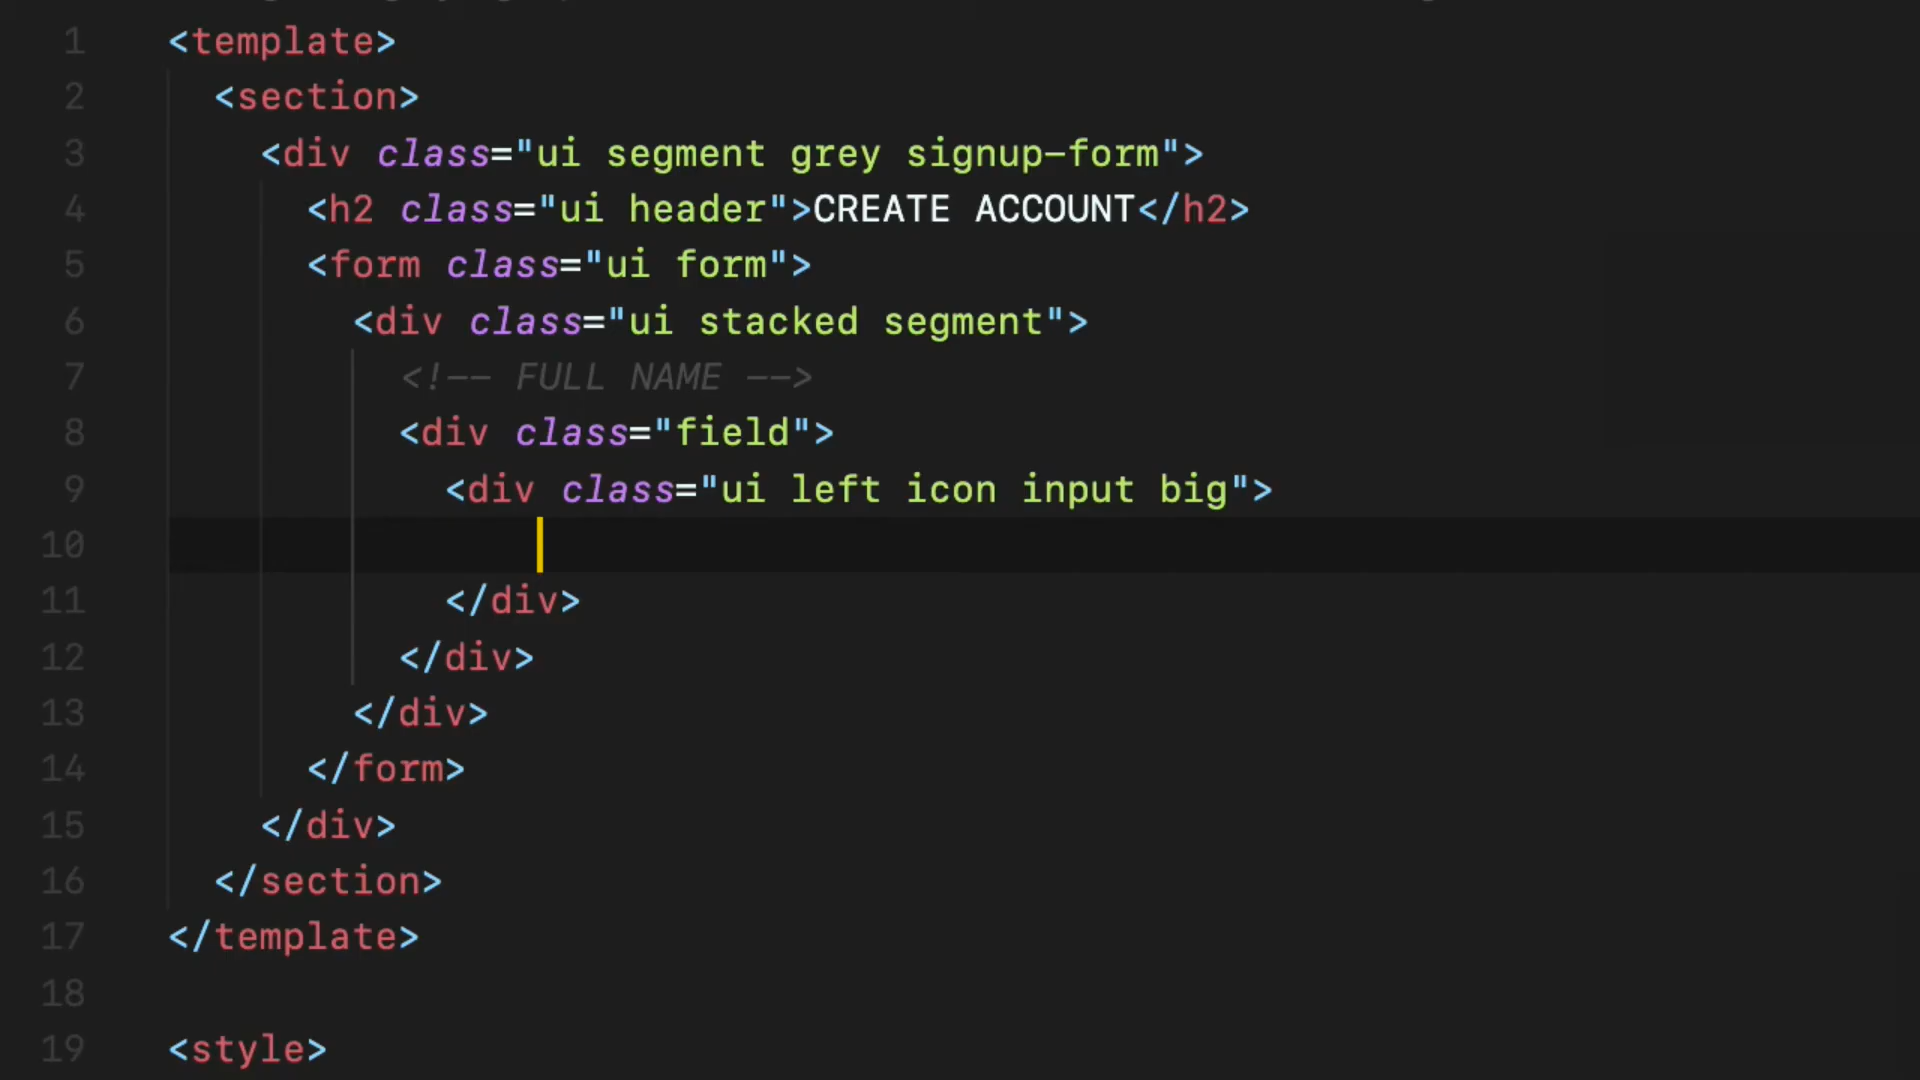 1 <template>
2 <section>
3 <div class="ui segment grey signup-form">
4 <h2 class="ui header">CREATE ACCOUNT</h2>
5 <form class="ui form">
6 <div class="ui stacked segment">
7 <!-- FULL NAME -->
8 <div class="field">
9 <div class="ui left icon input big">
10
11 </div>
12 </div>
13 </div>
14 </form>
15 </div>
16 </section>
17 </template>
18
19 <style>